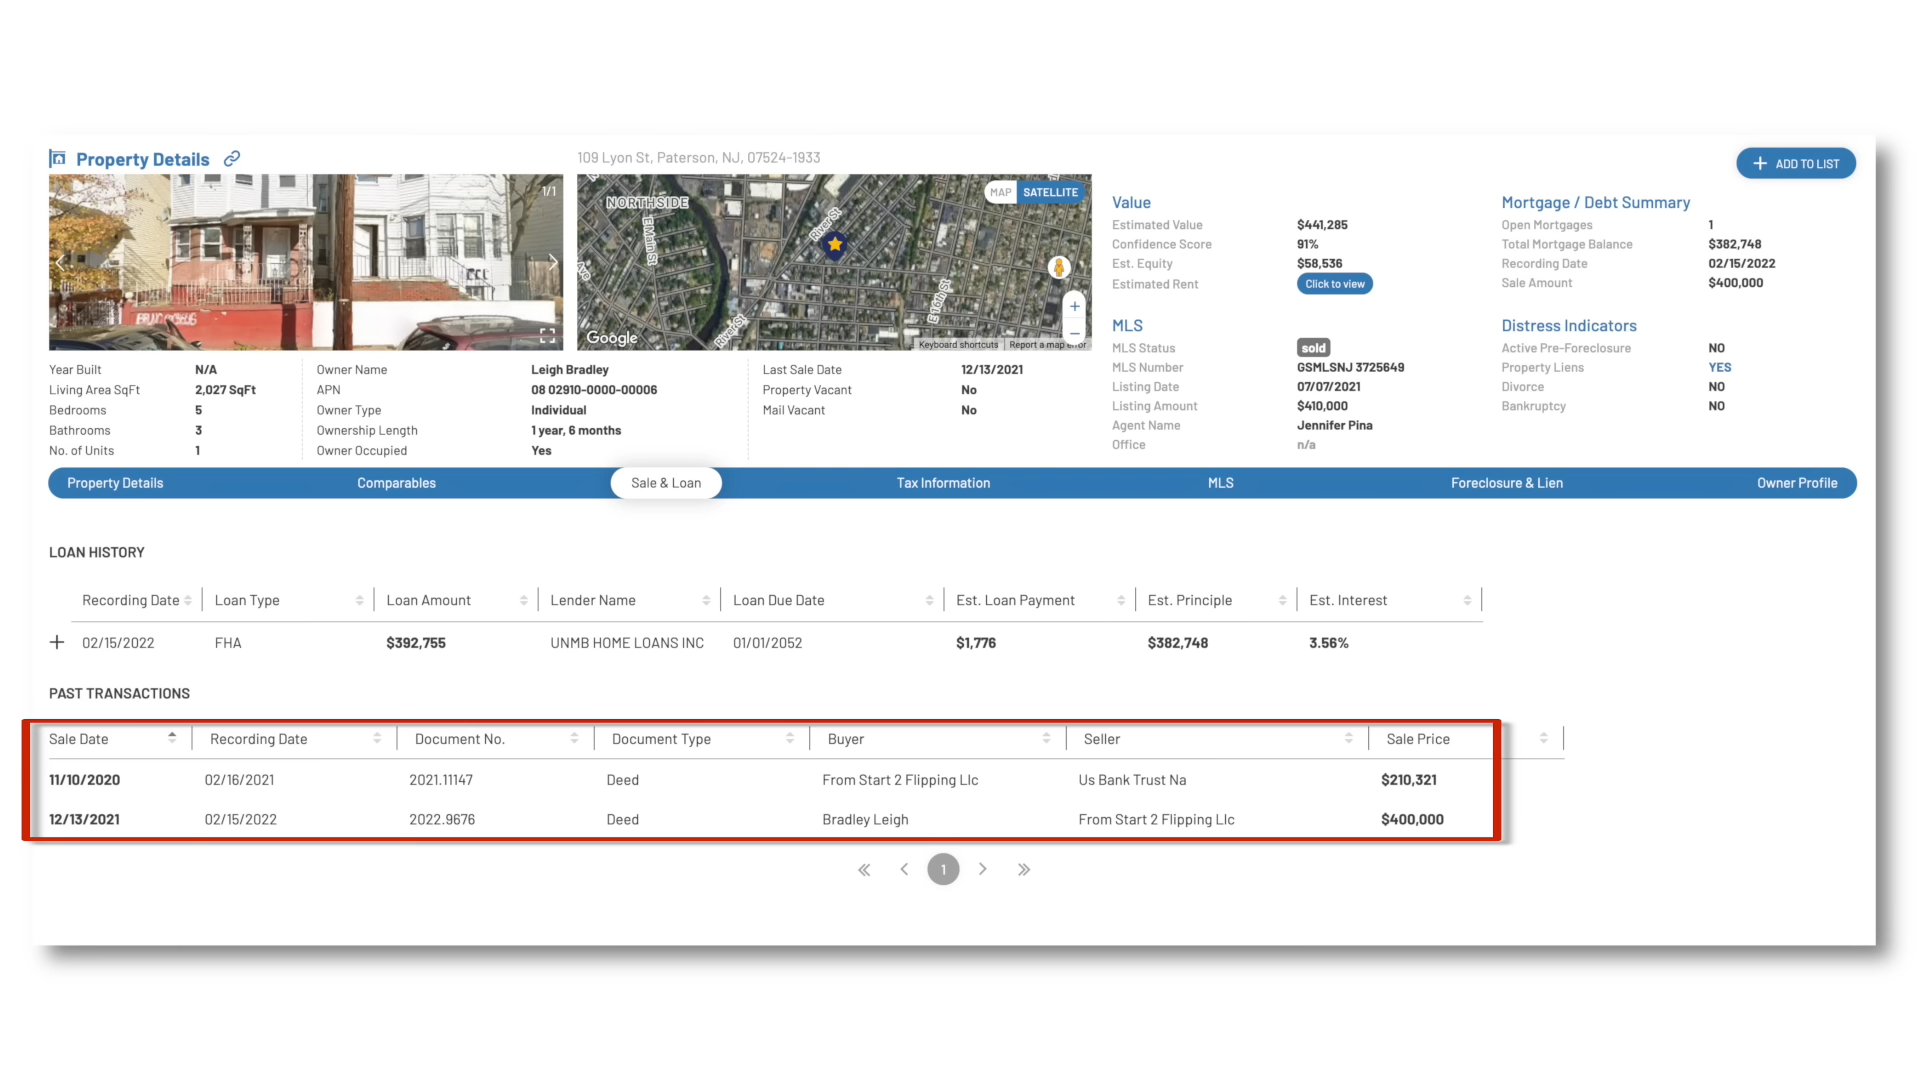 Property Details
109 Lyon St, Paterson, NJ, 07524-1933
ADD TO LIST
1/1
NORTHSIDE
E Main St
River St
River St
E 16th St
Ave
MAP SATELLITE
Google
Keyboard shortcuts Report a map error
Value
Estimated Value $441,285
Confidence Score 91%
Est. Equity $58,536
Estimated Rent Click to view
Mortgage / Debt Summary
Open Mortgages 1
Total Mortgage Balance $382,748
Recording Date 02/15/2022
Sale Amount $400,000
MLS
MLS Status sold
MLS Number GSMLSNJ 3725649
Listing Date 07/07/2021
Listing Amount $410,000
Agent Name Jennifer Pina
Office n/a
Distress Indicators
Active Pre-Foreclosure NO
Property Liens YES
Divorce NO
Bankruptcy NO
Year Built N/A
Living Area SqFt 2,027 SqFt
Bedrooms 5
Bathrooms 3
No. of Units 1
Owner Name Leigh Bradley
APN 08 02910-0000-00006
Owner Type Individual
Ownership Length 1 year, 6 months
Owner Occupied Yes
Last Sale Date 12/13/2021
Property Vacant No
Mail Vacant No
Property Details Comparables Sale & Loan Tax Information MLS Foreclosure & Lien Owner Profile
LOAN HISTORY
Recording Date Loan Type Loan Amount Lender Name Loan Due Date Est. Loan Payment Est. Principle Est. Interest
02/15/2022 FHA $392,755 UNMB HOME LOANS INC 01/01/2052 $1,776 $382,748 3.56%
PAST TRANSACTIONS
Sale Date Recording Date Document No. Document Type Buyer Seller Sale Price
11/10/2020 02/16/2021 2021.11147 Deed From Start 2 Flipping Llc Us Bank Trust Na $210,321
12/13/2021 02/15/2022 2022.9676 Deed Bradley Leigh From Start 2 Flipping Llc $400,000
1